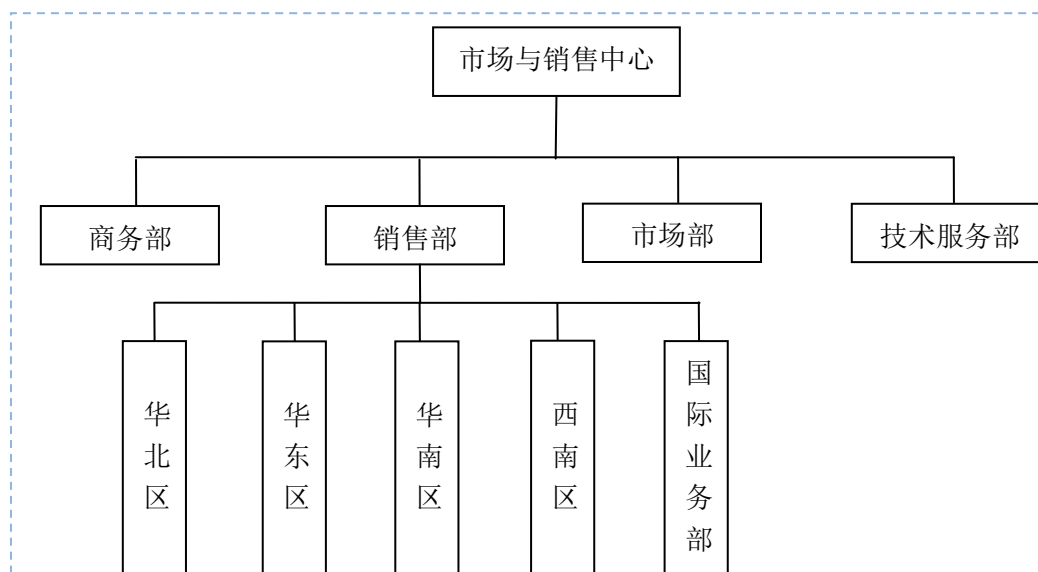 市场与销售中心
商务部
销售部
市场部
技术服务部
华北区
华东区
华南区
西南区
国际业务部